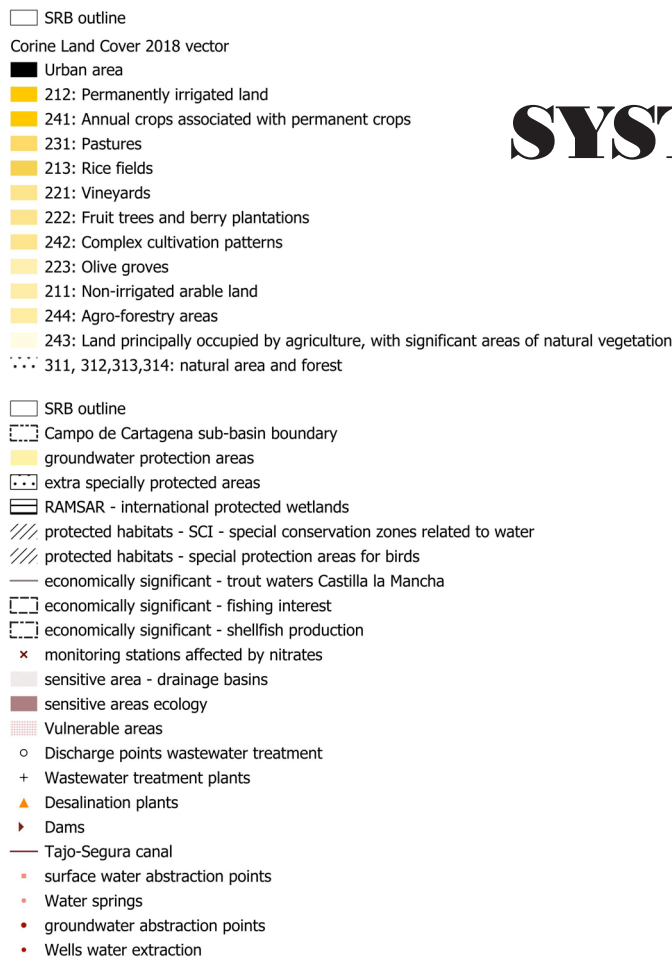 SRB outline
Corine Land Cover 2018 vector
Urban area
212: Permanently irrigated land
241: Annual crops associated with permanent crops
231: Pastures
213: Rice fields
221: Vineyards
222: Fruit trees and berry plantations
242: Complex cultivation patterns
223: Olive groves
211: Non-irrigated arable land
244: Agro-forestry areas
243: Land principally occupied by agriculture, with significant areas of natural vegetation
311, 312,313,314: natural area and forest
SYST
SRB outline
Campo de Cartagena sub-basin boundary
groundwater protection areas
extra specially protected areas
RAMSAR - international protected wetlands
protected habitats - SCI - special conservation zones related to water
protected habitats - special protection areas for birds
economically significant - trout waters Castilla la Mancha
economically significant - fishing interest
economically significant - shellfish production
monitoring stations affected by nitrates
sensitive area - drainage basins
sensitive areas ecology
Vulnerable areas
Discharge points wastewater treatment
Wastewater treatment plants
Desalination plants
Dams
Tajo-Segura canal
surface water abstraction points
Water springs
groundwater abstraction points
Wells water extraction